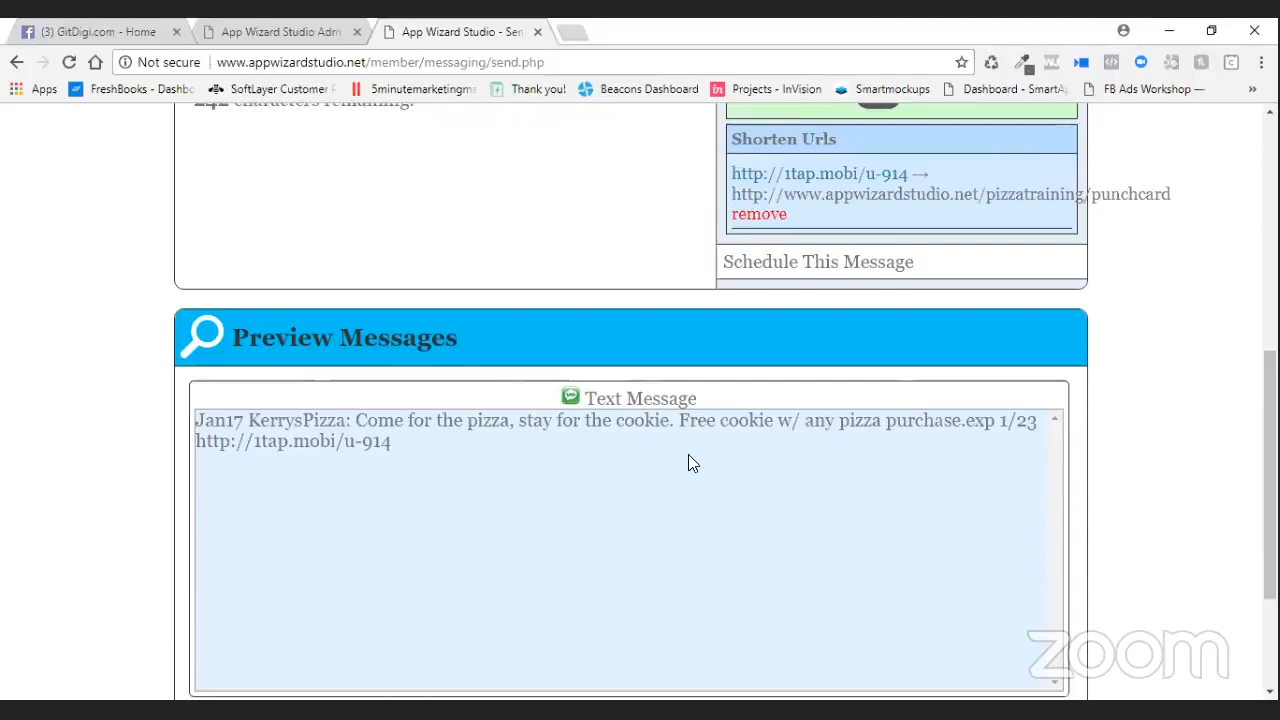 (3) GitDigi.com - Home
App Wizard Studio Adm
App Wizard Studio - Sen
Not secure
www.appwizardstudio.net/member/messaging/send.php
Apps
FreshBooks - Dashbo
SoftLayer Customer P
5minutemarketingma
Thank you!
Beacons Dashboard
Projects - InVision
Smartmockups
Dashboard - SmartA
FB Ads Workshop —
242 characters remaining.
Shorten Urls
http://1tap.mobi/u-914 →
http://www.appwizardstudio.net/pizzatraining/punchcard
remove
Schedule This Message
Preview Messages
Text Message
Jan17 KerrysPizza: Come for the pizza, stay for the cookie. Free cookie w/ any pizza purchase.exp 1/23
http://1tap.mobi/u-914
zoom